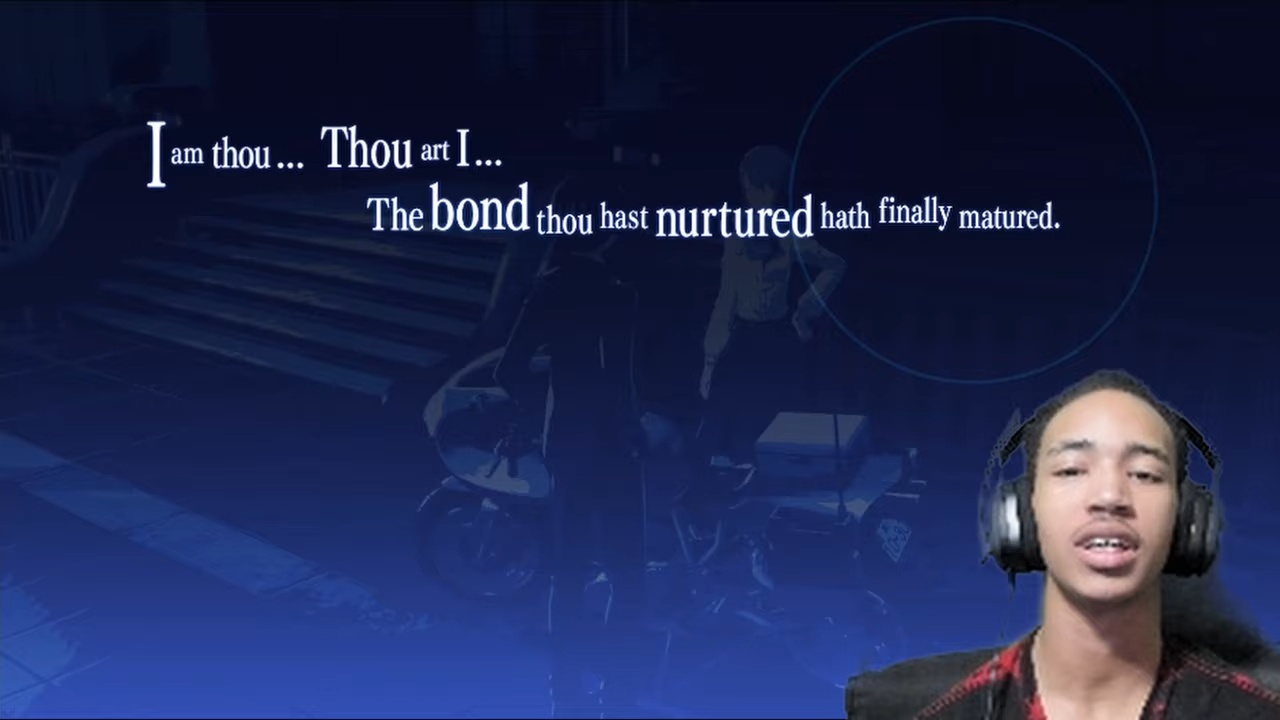 I am thou... Thou art I...
The bond thou hast nurtured hath finally matured.